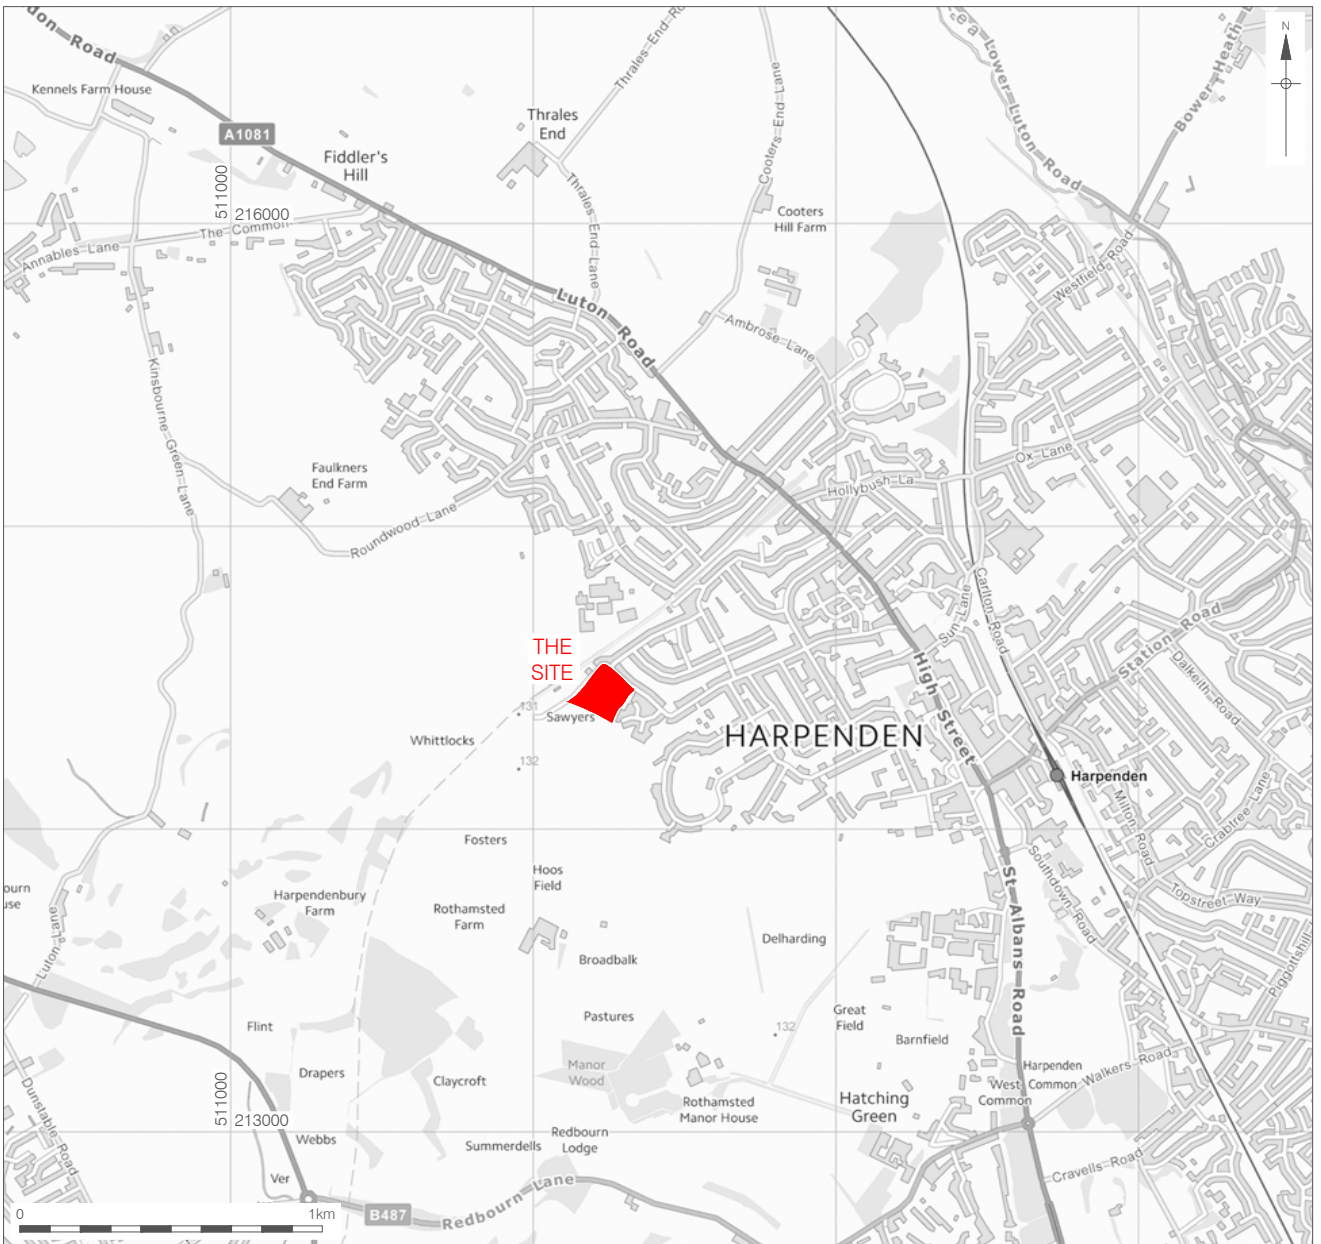 don Road
Lea
Lower Luton Road
Bower Heath
N
Kennels Farm House
Thrales End
Thrales End Lane
Cooters End Lane
A1081
Fiddler's
Hill
511000
216000
The Common
Annables Lane
Cooters
Hill Farm
Westfield Road
Luton Road
Ambrose Lane
Kinsbourne Green Lane
Faulkners
End Farm
Roundwood Lane
Ox Lane
Hollybush La
Carlton Road
Sun Lane
Station Road
Dalkeith Road
THE
SITE
131
Sawyers
Whittlocks
132
High Street
HARPENDEN
Harpenden
Milton Road
Crabtree Lane
Fosters
Hoos
Field
Southdown Road
Topstreet Way
ourn
use
Harpendenbury
Farm
Rothamsted
Farm
Luton Lane
St Albans Road
Delharding
Broadbalk
Piggottshill
Pastures
Great
Field
132
Flint
Barnfield
Manor
Wood
Drapers
Claycroft
Harpenden
Common
Walkers Road
West
Common
Dunstable Road
Rothamsted
Manor House
Hatching
Green
511000
213000
Webbs
Summerdells
Redbourn
Lodge
Cravells Road
Ver
0
1km
B487
Redbourn Lane